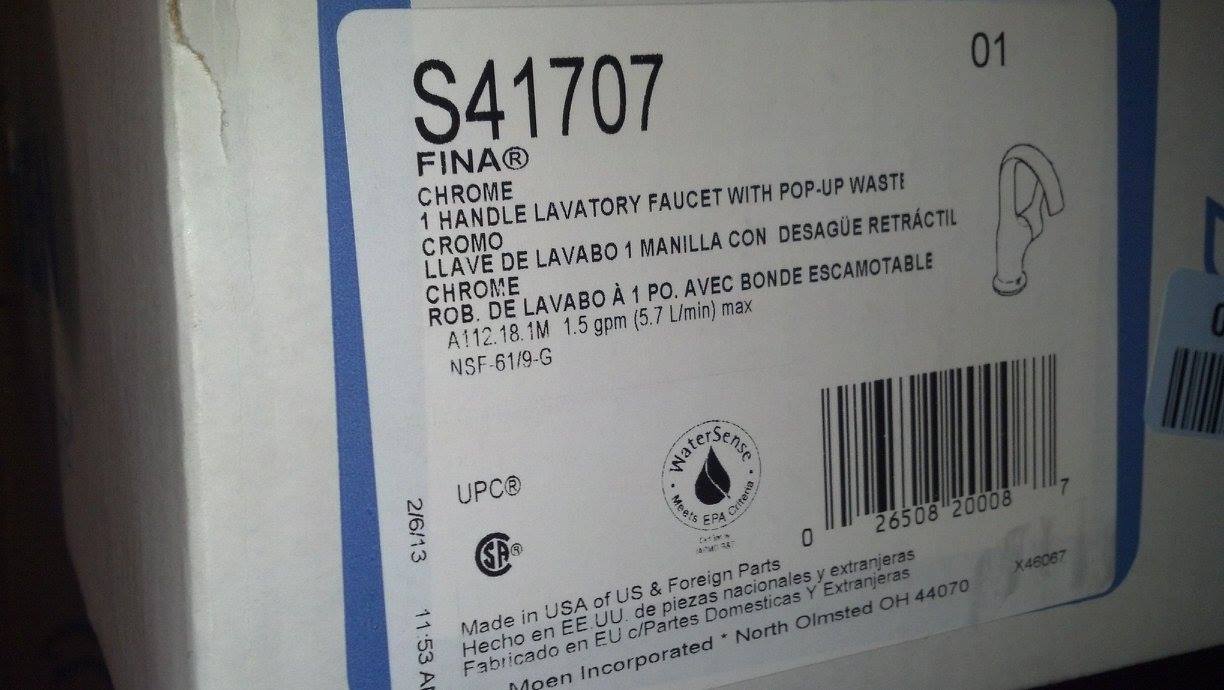 S41707
01
FINA®
CHROME
1 HANDLE LAVATORY FAUCET WITH POP-UP WASTE
CROMO
LLAVE DE LAVABO 1 MANILLA CON DESAGÜE RETRÁCTIL
CHROME
ROB. DE LAVABO À 1 PO. AVEC BONDE ESCAMOTABLE
A112.18.1M 1.5 gpm (5.7 L/min) max
NSF-61/9-G
UPC®
WaterSense
Meets EPA Criteria
SA®
0 26508 20008 7
X46067
2/6/13 11:53
Made in USA of US & Foreign Parts
Hecho en EE.UU. de piezas nacionales y extranjeras
Fabricado en EU c/Partes Domesticas Y Extranjeras
Moen Incorporated * North Olmsted OH 44070